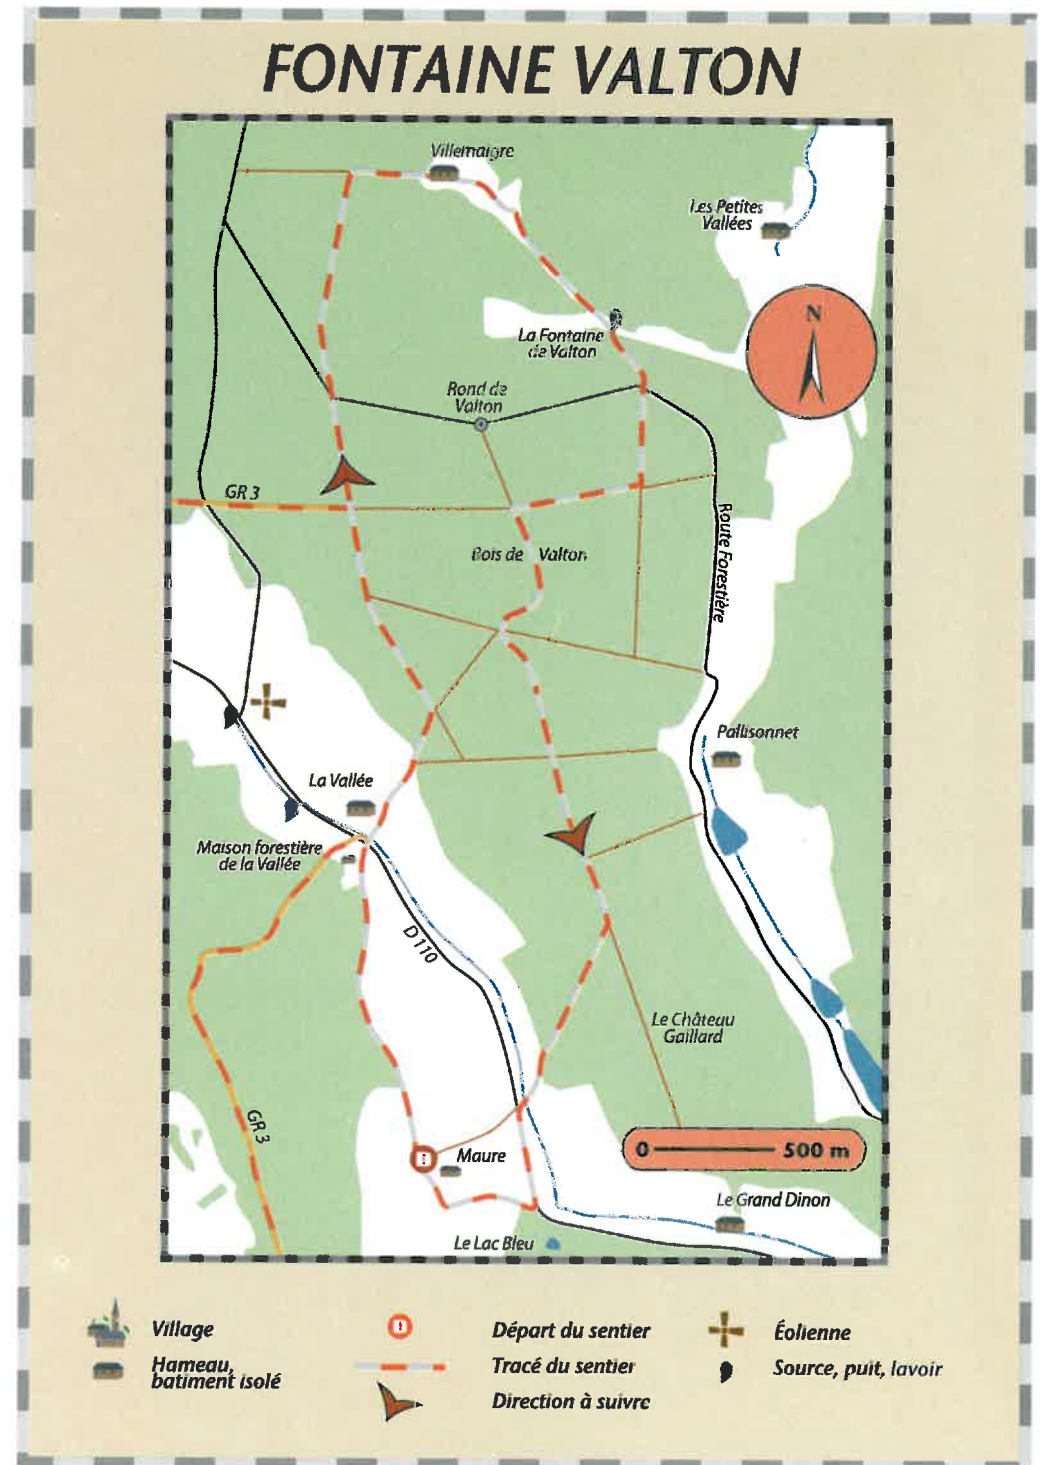 FONTAINE VALTON
Villemaigre
Les Petites
Vallées
N
La Fontaine
de Valton
Rond de
Valton
GR 3
Bois de Valton
Route Forestière
Pallisonnet
La Vallée
Maison forestière
de la Vallée
D 110
Le Château
Gaillard
GR 3
Maure
0 500 m
Le Grand Dinon
Le Lac Bleu
Village
Hameau,
batiment isolé
Départ du sentier
Tracé du sentier
Direction à suivre
Éolienne
Source, puit, lavoir